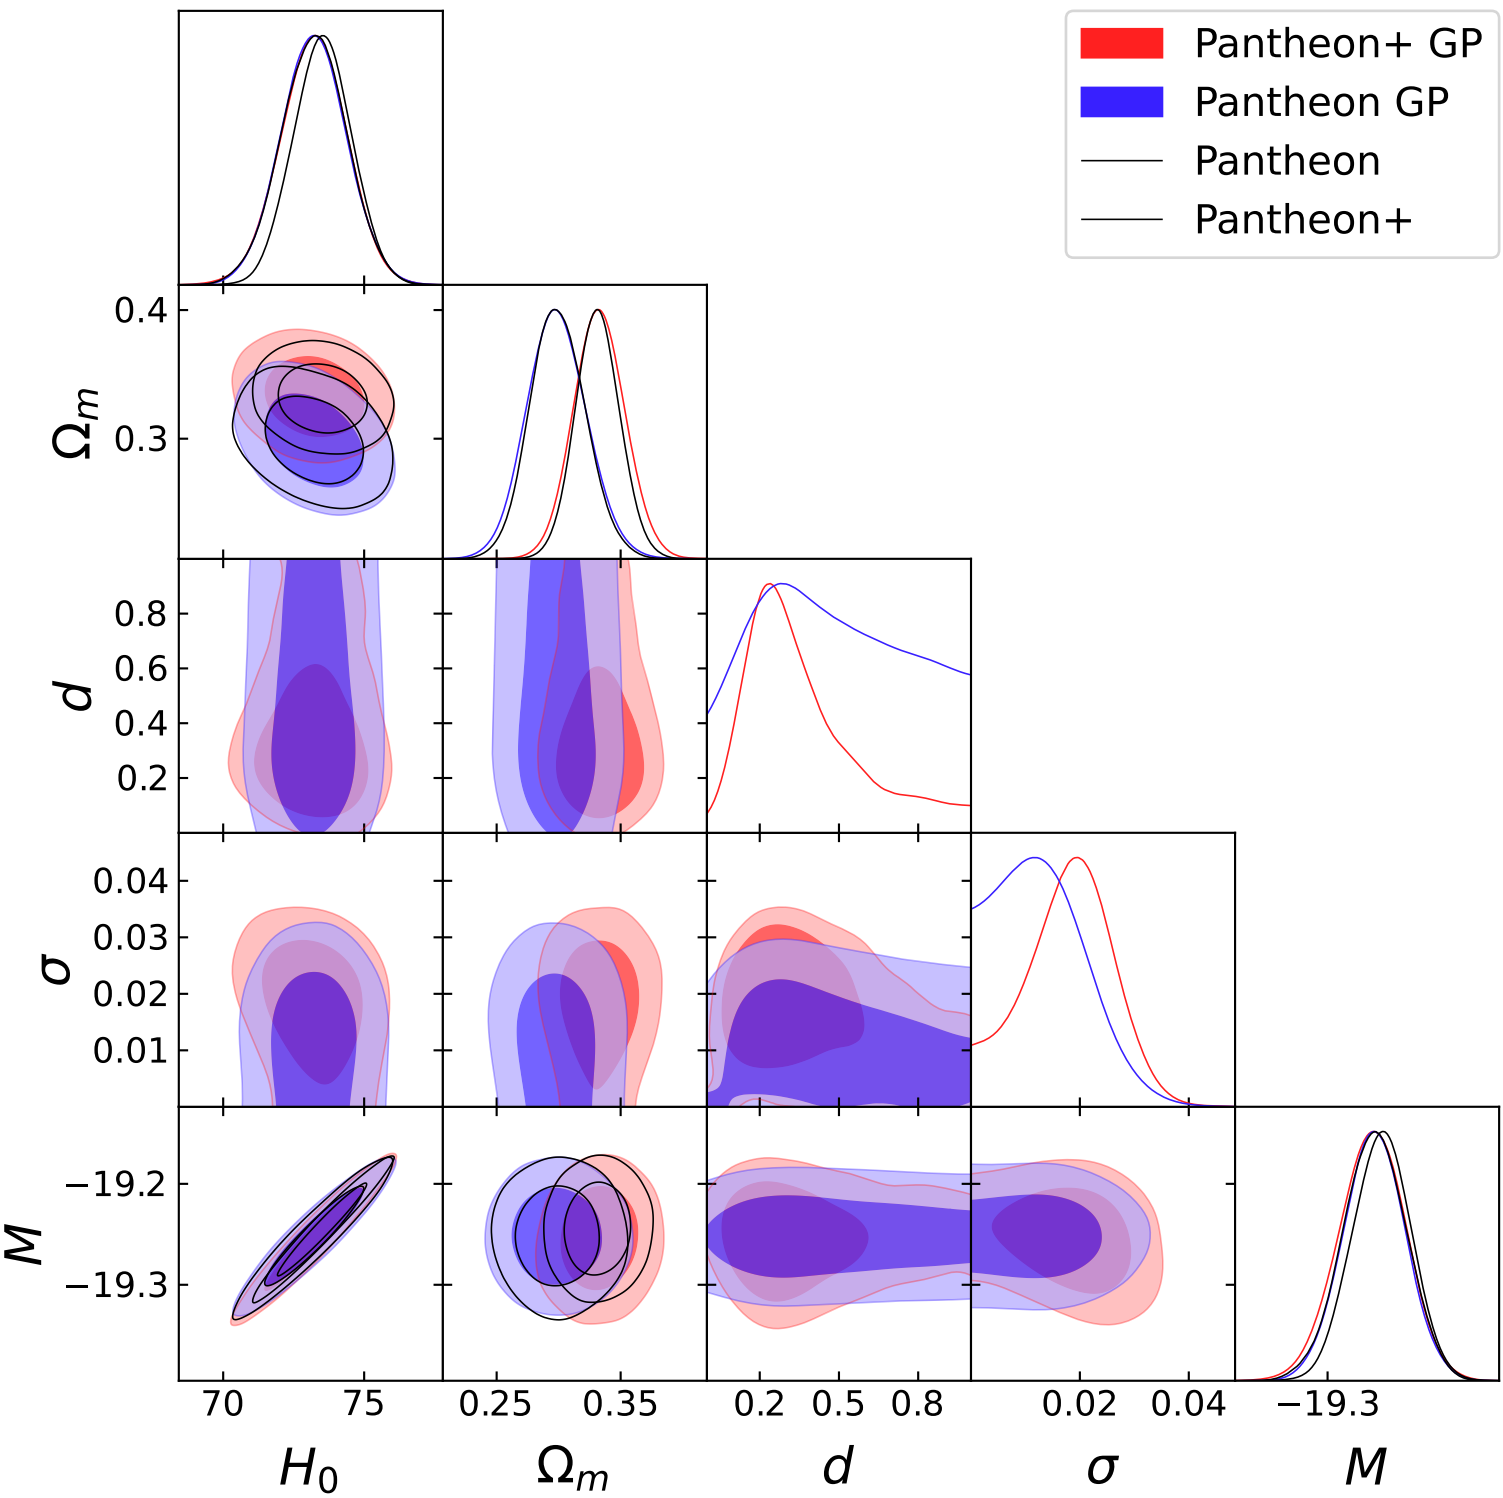 Pantheon+ GP
Pantheon GP
Pantheon
Pantheon+
0.4
0.3
Ωm
0.8
0.6
0.4
0.2
d
0.04
0.03
0.02
0.01
σ
−19.2
−19.3
M
70 75 0.25 0.35 0.2 0.5 0.8 0.02 0.04 −19.3
H0 Ωm d σ M